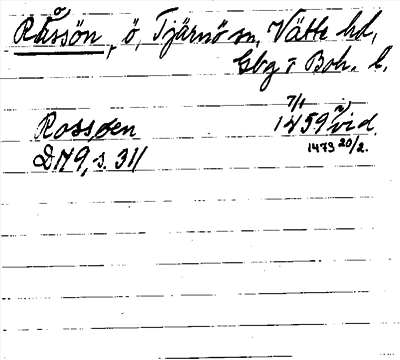 Råssön, ö, Tjärnö sn, Vätte hd,
Gbg o Boh. l.
Rossøen 7/1 1459 vid.
DN9, s. 311 1473 20/2.